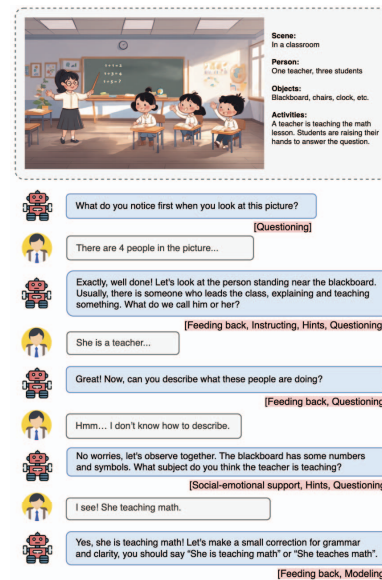 Scene:
In a classroom
Person:
One teacher, three students
Objects:
Blackboard, chairs, clock, etc.
Activities:
A teacher is teaching the math
lesson. Students are raising their
hands to answer the question.
What do you notice first when you look at this picture?
[Questioning]
There are 4 people in the picture...
Exactly, well done! Let's look at the person standing near the blackboard.
Usually, there is someone who leads the class, explaining and teaching
something. What do we call him or her?
[Feeding back, Instructing, Hints, Questioning
She is a teacher...
Great! Now, can you describe what these people are doing?
[Feeding back, Questioning
Hmm… I don't know how to describe.
No worries, let's observe together. The blackboard has some numbers
and symbols. What subject do you think the teacher is teaching?
[Social-emotional support, Hints, Questioning
I see! She teaching math.
Yes, she is teaching math! Let's make a small correction for grammar
and clarity, you should say “She is teaching math” or “She teaches math”.
[Feeding back, Modeling